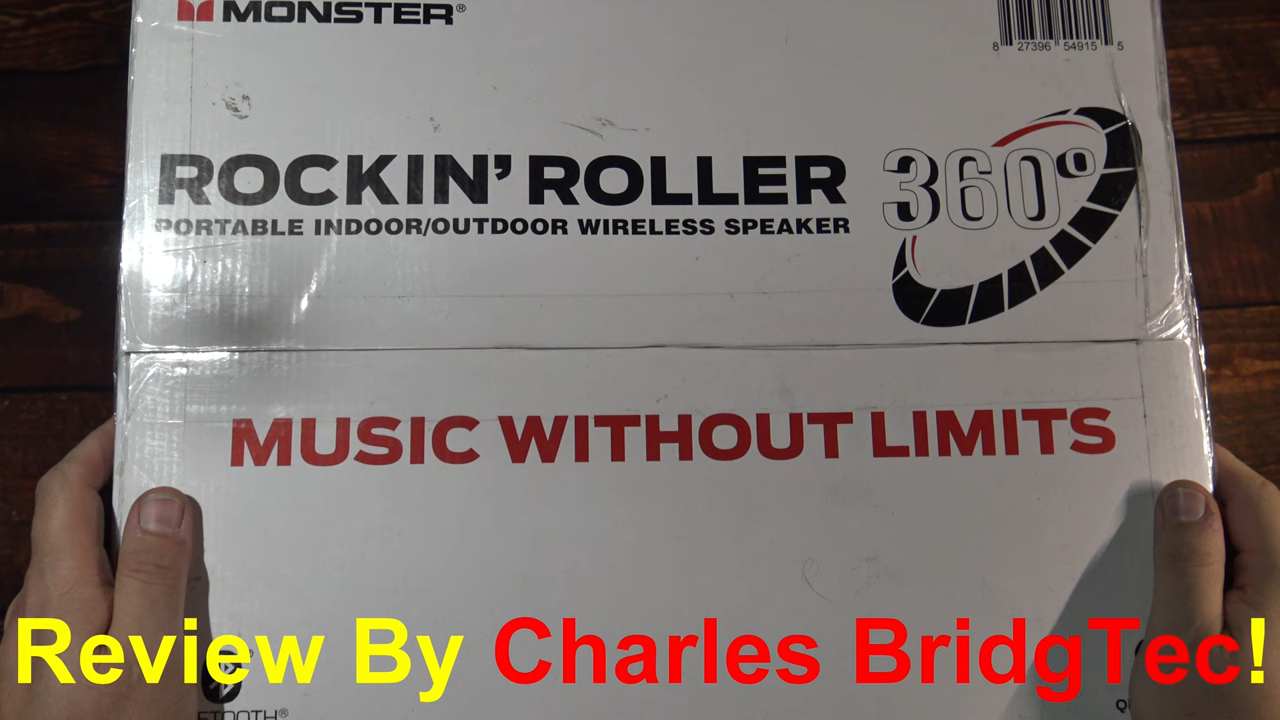 MONSTER®
8 27396 54915 5
ROCKIN' ROLLER 360°
PORTABLE INDOOR/OUTDOOR WIRELESS SPEAKER
MUSIC WITHOUT LIMITS
Review By Charles BridgTec!